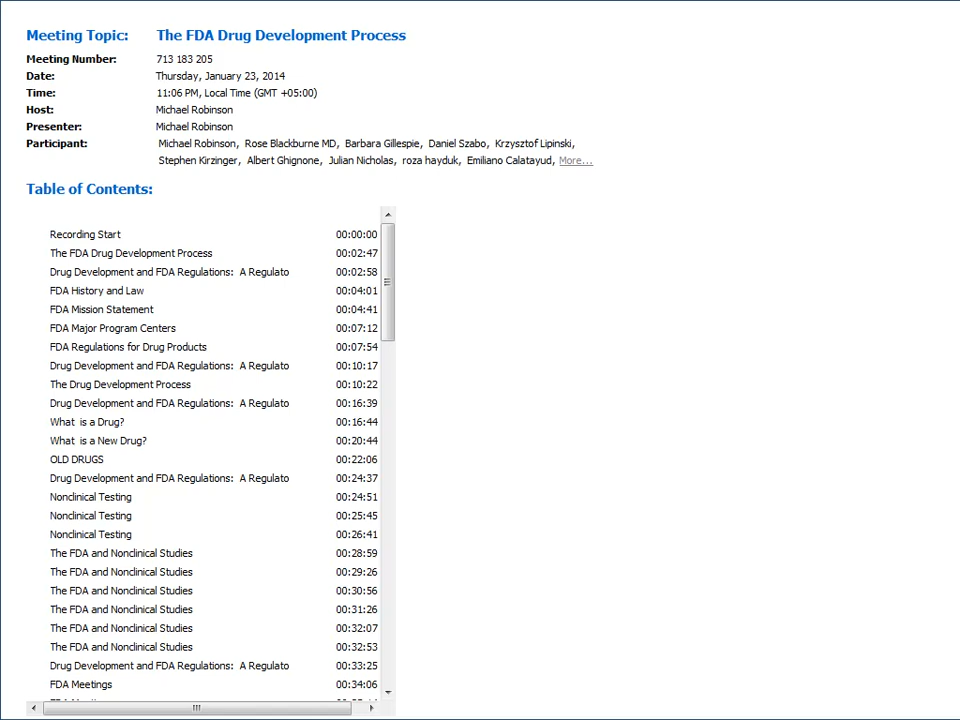 Meeting Topic: The FDA Drug Development Process
Meeting Number: 713 183 205
Date: Thursday, January 23, 2014
Time: 11:06 PM, Local Time (GMT +05:00)
Host: Michael Robinson
Presenter: Michael Robinson
Participant: Michael Robinson, Rose Blackburne MD, Barbara Gillespie, Daniel Szabo, Krzysztof Lipinski,
Stephen Kirzinger, Albert Ghignone, Julian Nicholas, roza hayduk, Emiliano Calatayud, More...
Table of Contents:
Recording Start 00:00:00
The FDA Drug Development Process 00:02:47
Drug Development and FDA Regulations: A Regulato 00:02:58
FDA History and Law 00:04:01
FDA Mission Statement 00:04:41
FDA Major Program Centers 00:07:12
FDA Regulations for Drug Products 00:07:54
Drug Development and FDA Regulations: A Regulato 00:10:17
The Drug Development Process 00:10:22
Drug Development and FDA Regulations: A Regulato 00:16:39
What is a Drug? 00:16:44
What is a New Drug? 00:20:44
OLD DRUGS 00:22:06
Drug Development and FDA Regulations: A Regulato 00:24:37
Nonclinical Testing 00:24:51
Nonclinical Testing 00:25:45
Nonclinical Testing 00:26:41
The FDA and Nonclinical Studies 00:28:59
The FDA and Nonclinical Studies 00:29:26
The FDA and Nonclinical Studies 00:30:56
The FDA and Nonclinical Studies 00:31:26
The FDA and Nonclinical Studies 00:32:07
The FDA and Nonclinical Studies 00:32:53
Drug Development and FDA Regulations: A Regulato 00:33:25
FDA Meetings 00:34:06